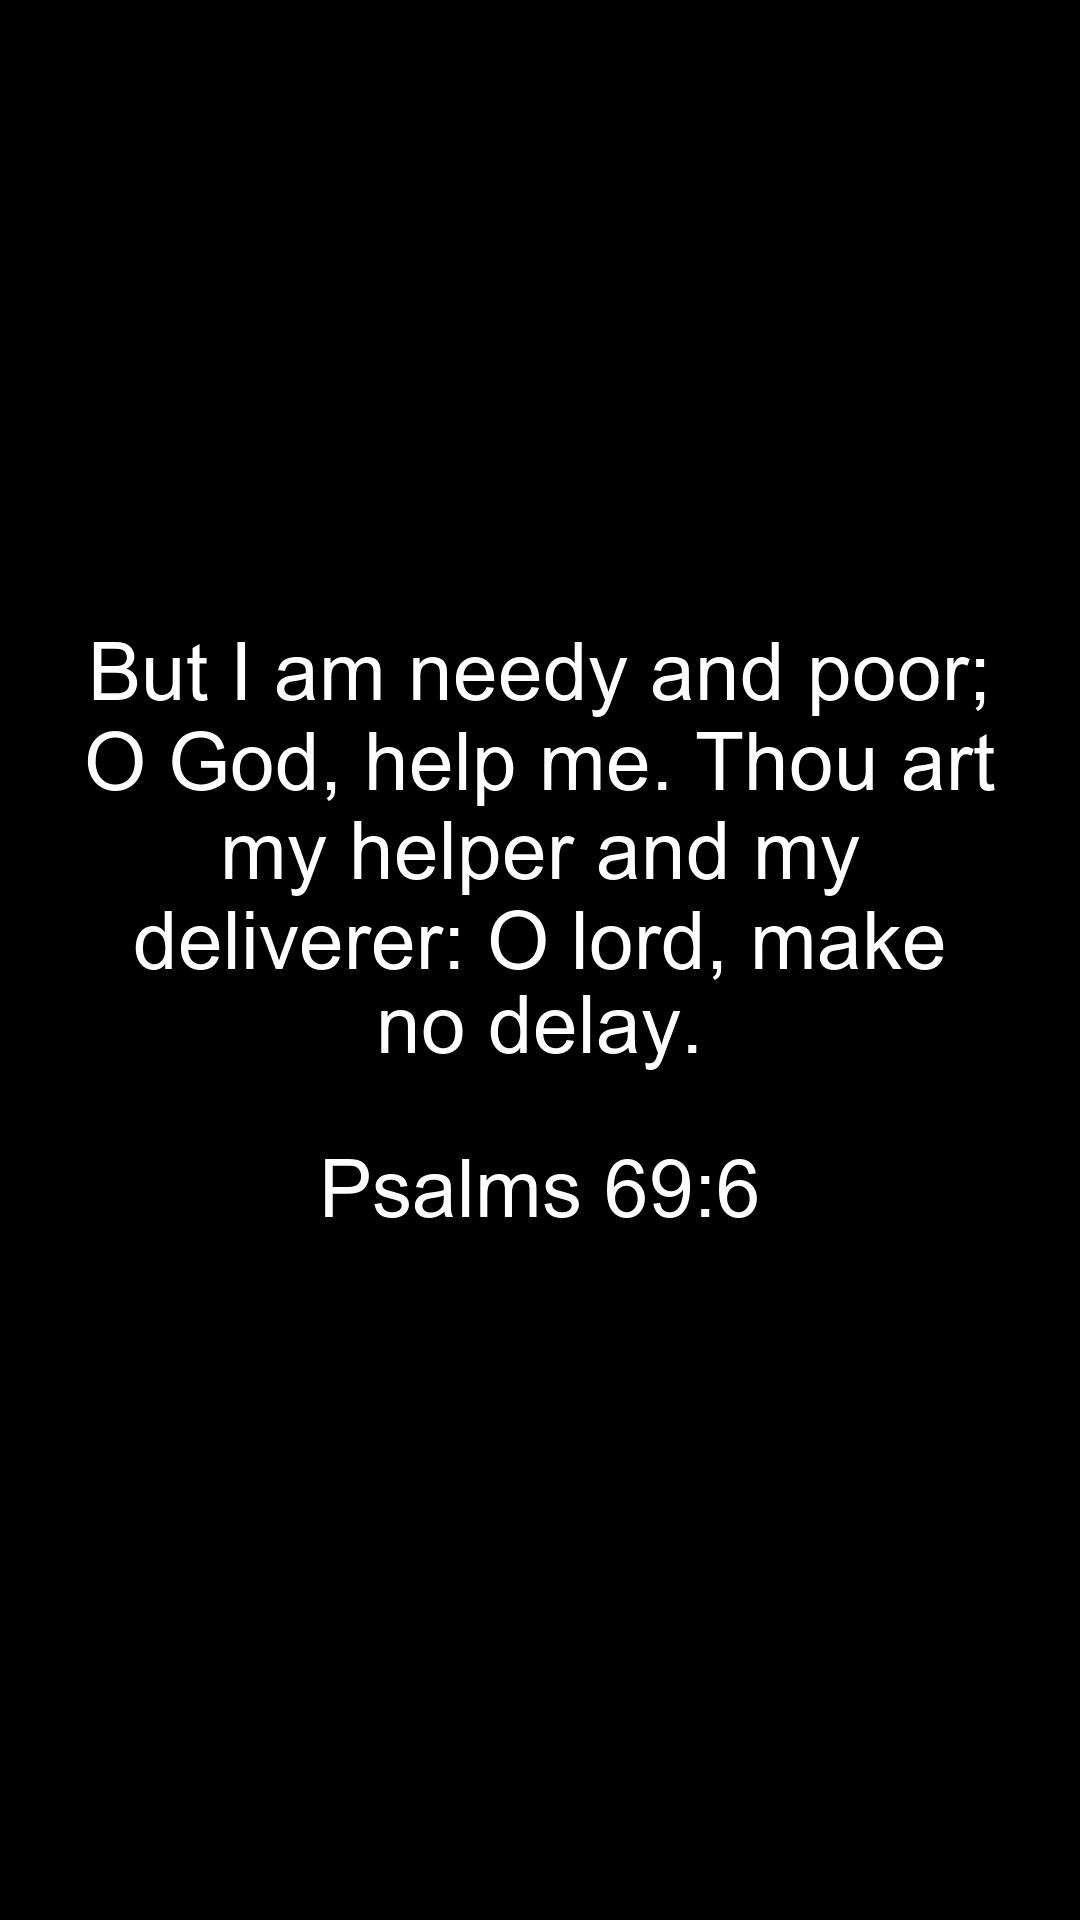 But I am needy and poor;
O God, help me. Thou art
my helper and my
deliverer: O lord, make
no delay.
Psalms 69:6